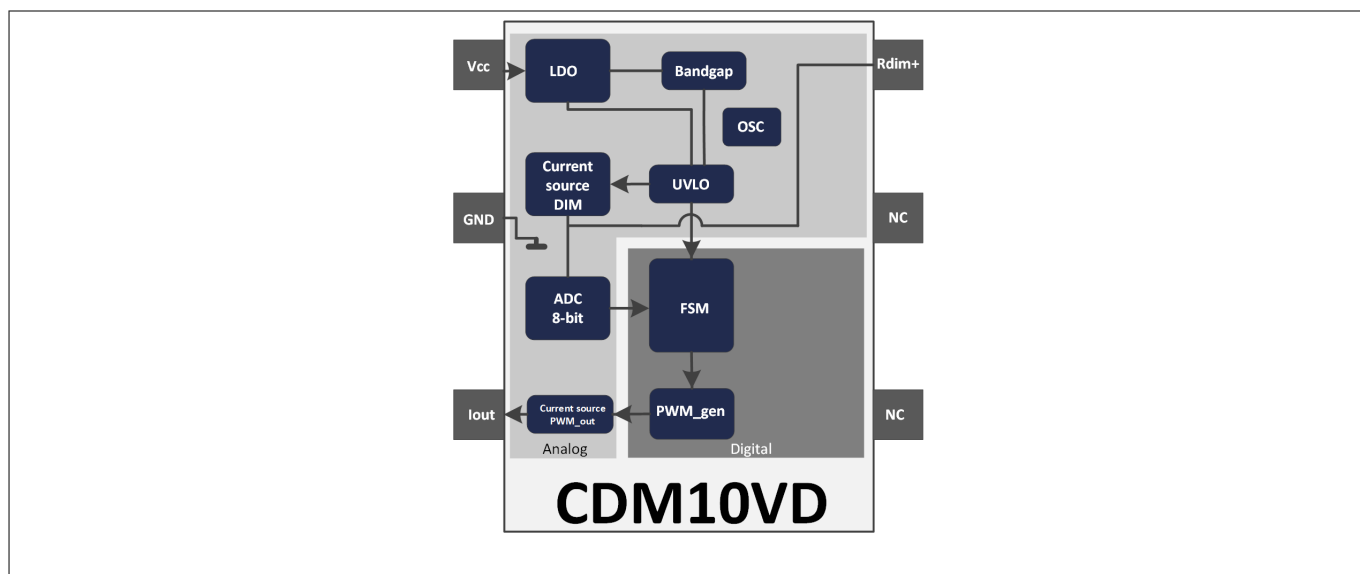 Vcc
LDO
Bandgap
Rdim+
OSC
Current
source
DIM
UVLO
GND
NC
ADC
8-bit
FSM
Iout
Current source
PWM_out
PWM_gen
NC
Analog
Digital
CDM10VD